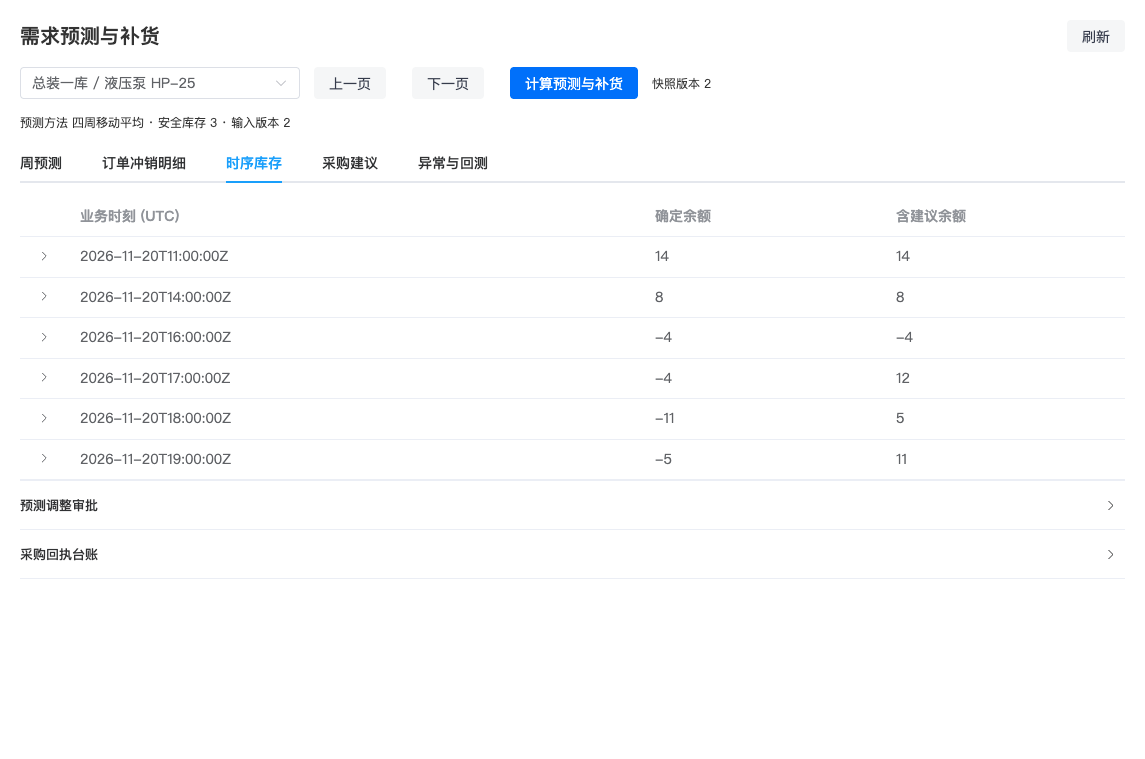 需求预测与补货
刷新
总装一库 / 液压泵 HP-25
上一页
下一页
计算预测与补货
快照版本 2
预测方法 四周移动平均 · 安全库存 3 · 输入版本 2
周预测 订单冲销明细 时序库存 采购建议 异常与回测
业务时刻 (UTC) 确定余额 含建议余额
2026-11-20T11:00:00Z 14 14
2026-11-20T14:00:00Z 8 8
2026-11-20T16:00:00Z -4 -4
2026-11-20T17:00:00Z -4 12
2026-11-20T18:00:00Z -11 5
2026-11-20T19:00:00Z -5 11
预测调整审批
采购回执台账